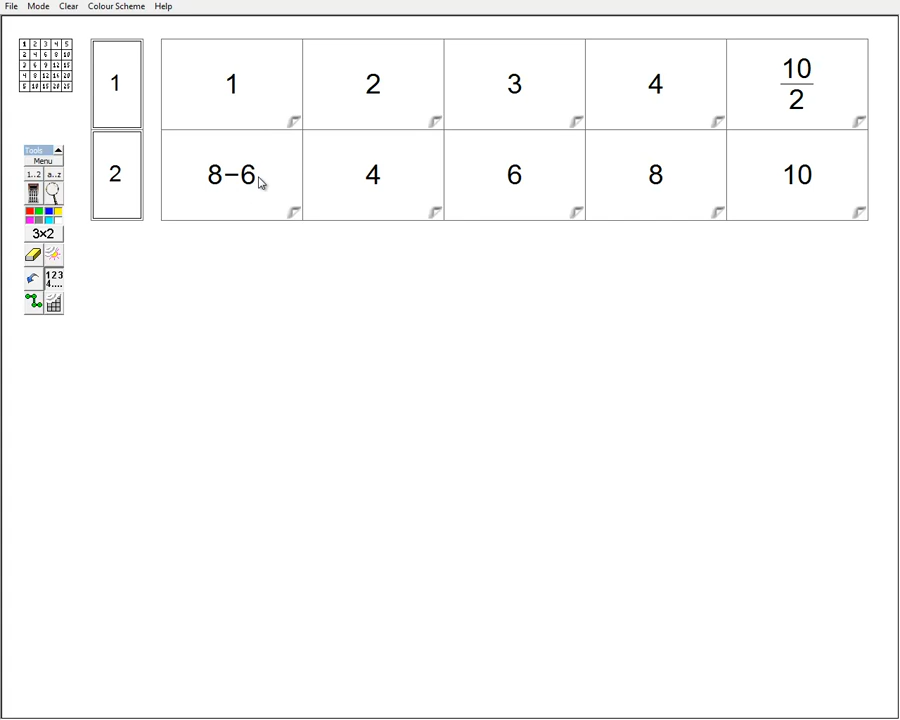 File Mode Clear Colour Scheme Help
1 2 3 4 5
2 4 6 8 10
3 6 9 12 15
4 8 12 16 20
5 10 15 20 25
1 1 2 3 4 10/2
2 8−6 4 6 8 10
Tools
Menu
1..2 a..z
3×2
123
4....